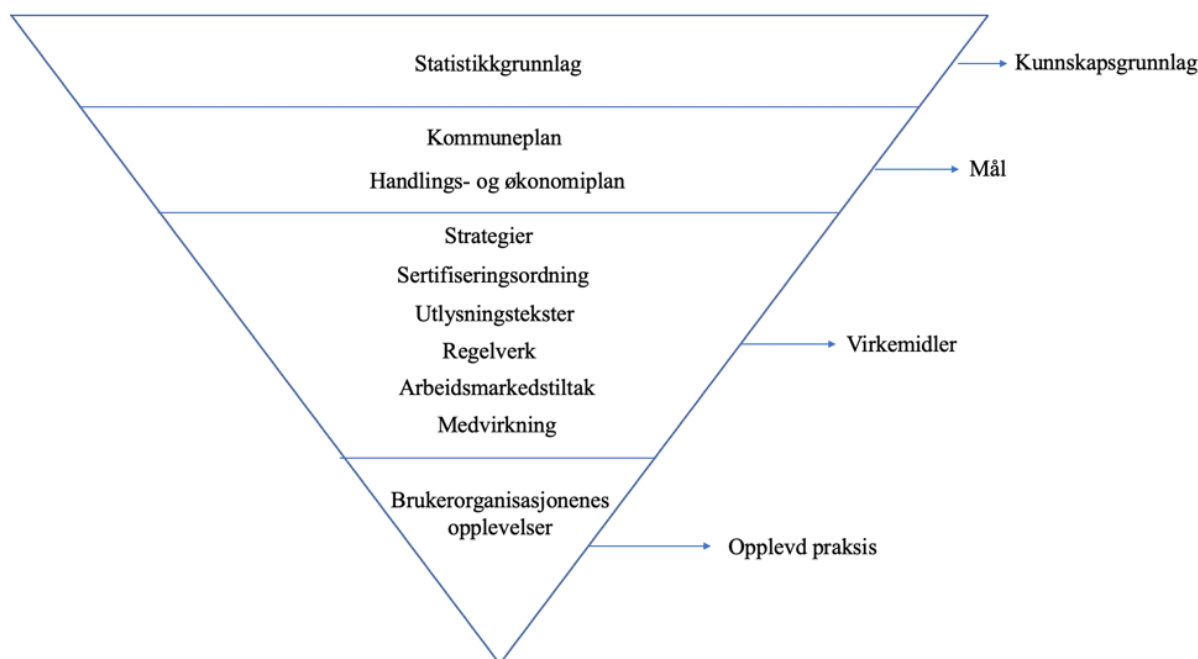 Statistikkgrunnlag
Kunnskapsgrunnlag
Kommuneplan
Handlings- og økonomiplan
Mål
Strategier
Sertifiseringsordning
Utlysningstekster
Regelverk
Arbeidsmarkedstiltak
Medvirkning
Virkemidler
Brukerorganisasjonenes
opplevelser
Opplevd praksis